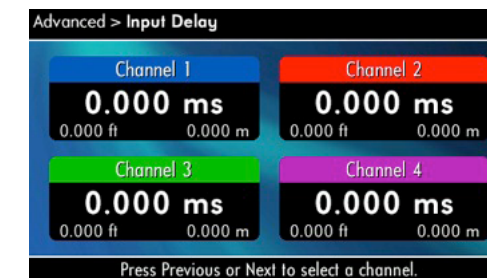 Advanced > Input Delay
Channel 1
0.000 ms
0.000 ft 0.000 m
Channel 2
0.000 ms
0.000 ft 0.000 m
Channel 3
0.000 ms
0.000 ft 0.000 m
Channel 4
0.000 ms
0.000 ft 0.000 m
Press Previous or Next to select a channel.